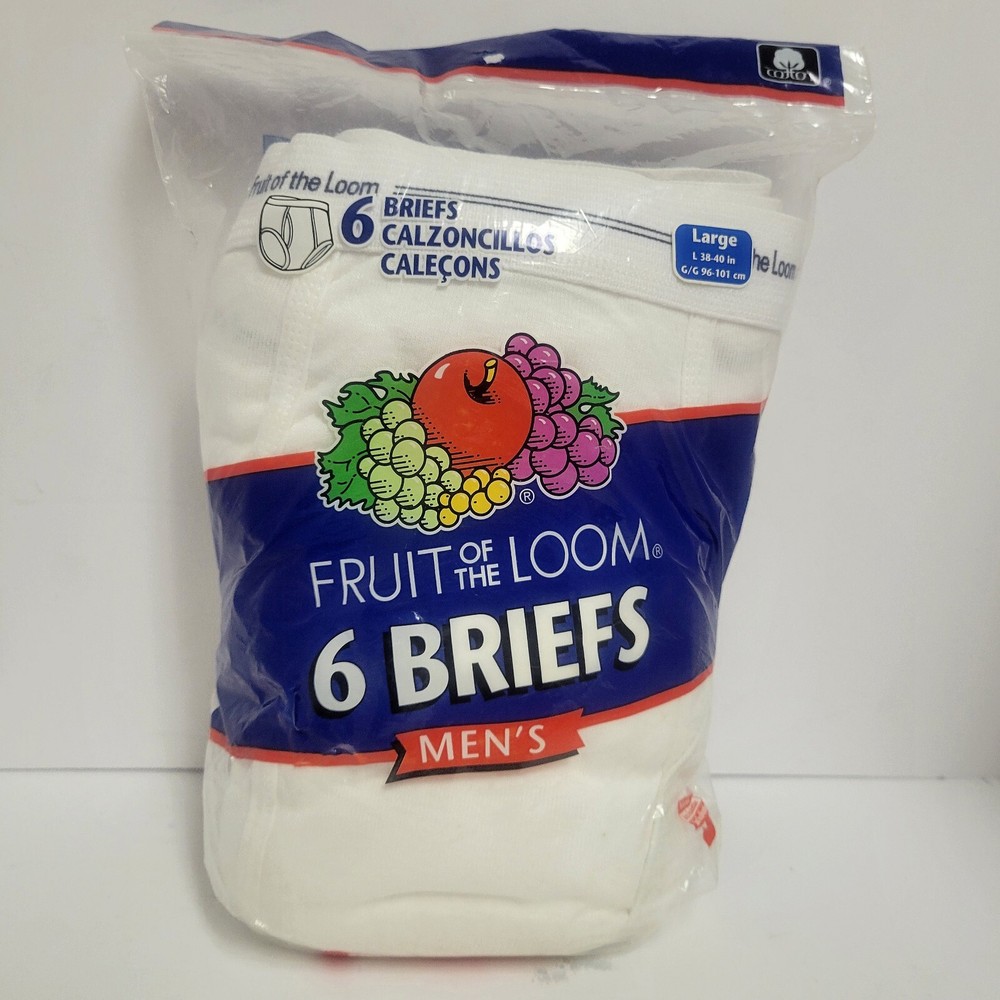 cotton
Fruit of the Loom
6 BRIEFS
CALZONCILLOS
CALEÇONS
Large
L 38-40 in
G/G 96-101 cm
the Loom
®
FRUIT OF THE LOOM®
6 BRIEFS
MEN'S